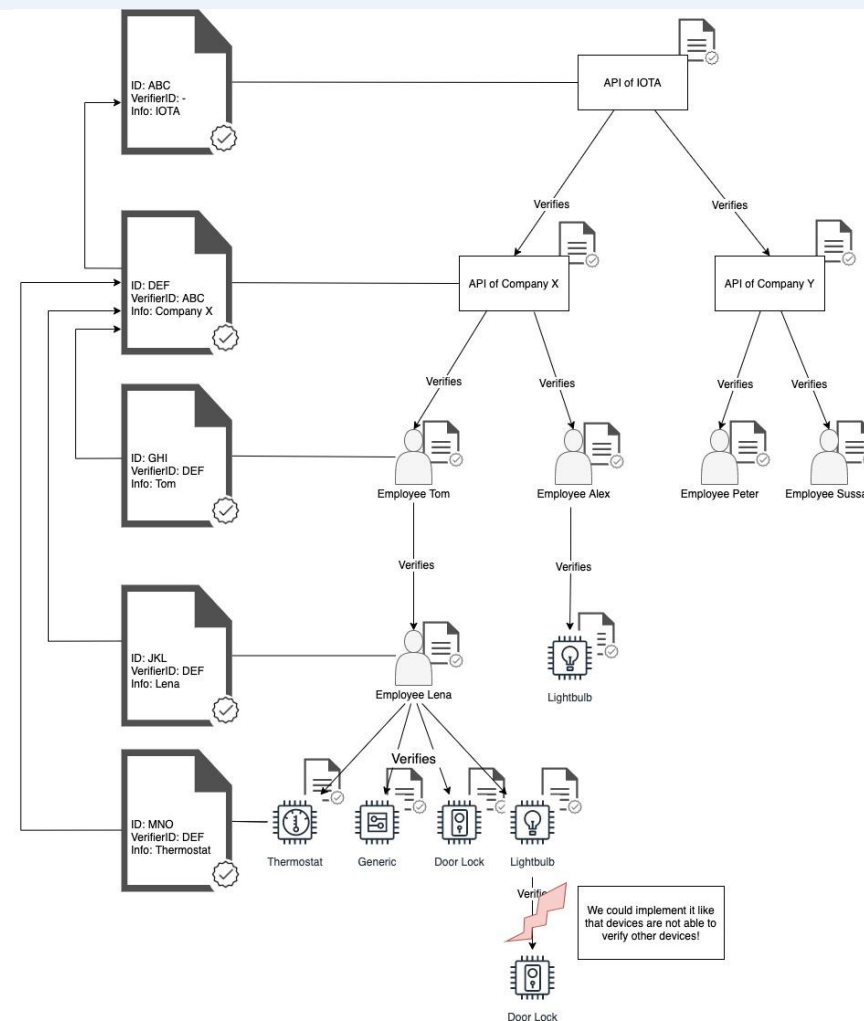 ID: ABC
VerifierID: -
Info: IOTA
API of IOTA
Verifies
Verifies
ID: DEF
VerifierID: ABC
Info: Company X
API of Company X
API of Company Y
Verifies
Verifies
Verifies
Verifies
ID: GHI
VerifierID: DEF
Info: Tom
Employee Tom
Employee Alex
Employee Peter
Employee Sussa
Verifies
Verifies
ID: JKL
VerifierID: DEF
Info: Lena
Employee Lena
Lightbulb
Verifies
ID: MNO
VerifierID: DEF
Info: Thermostat
Thermostat
Generic
Door Lock
Lightbulb
We could implement it like
that devices are not able to
verify other devices!
Door Lock